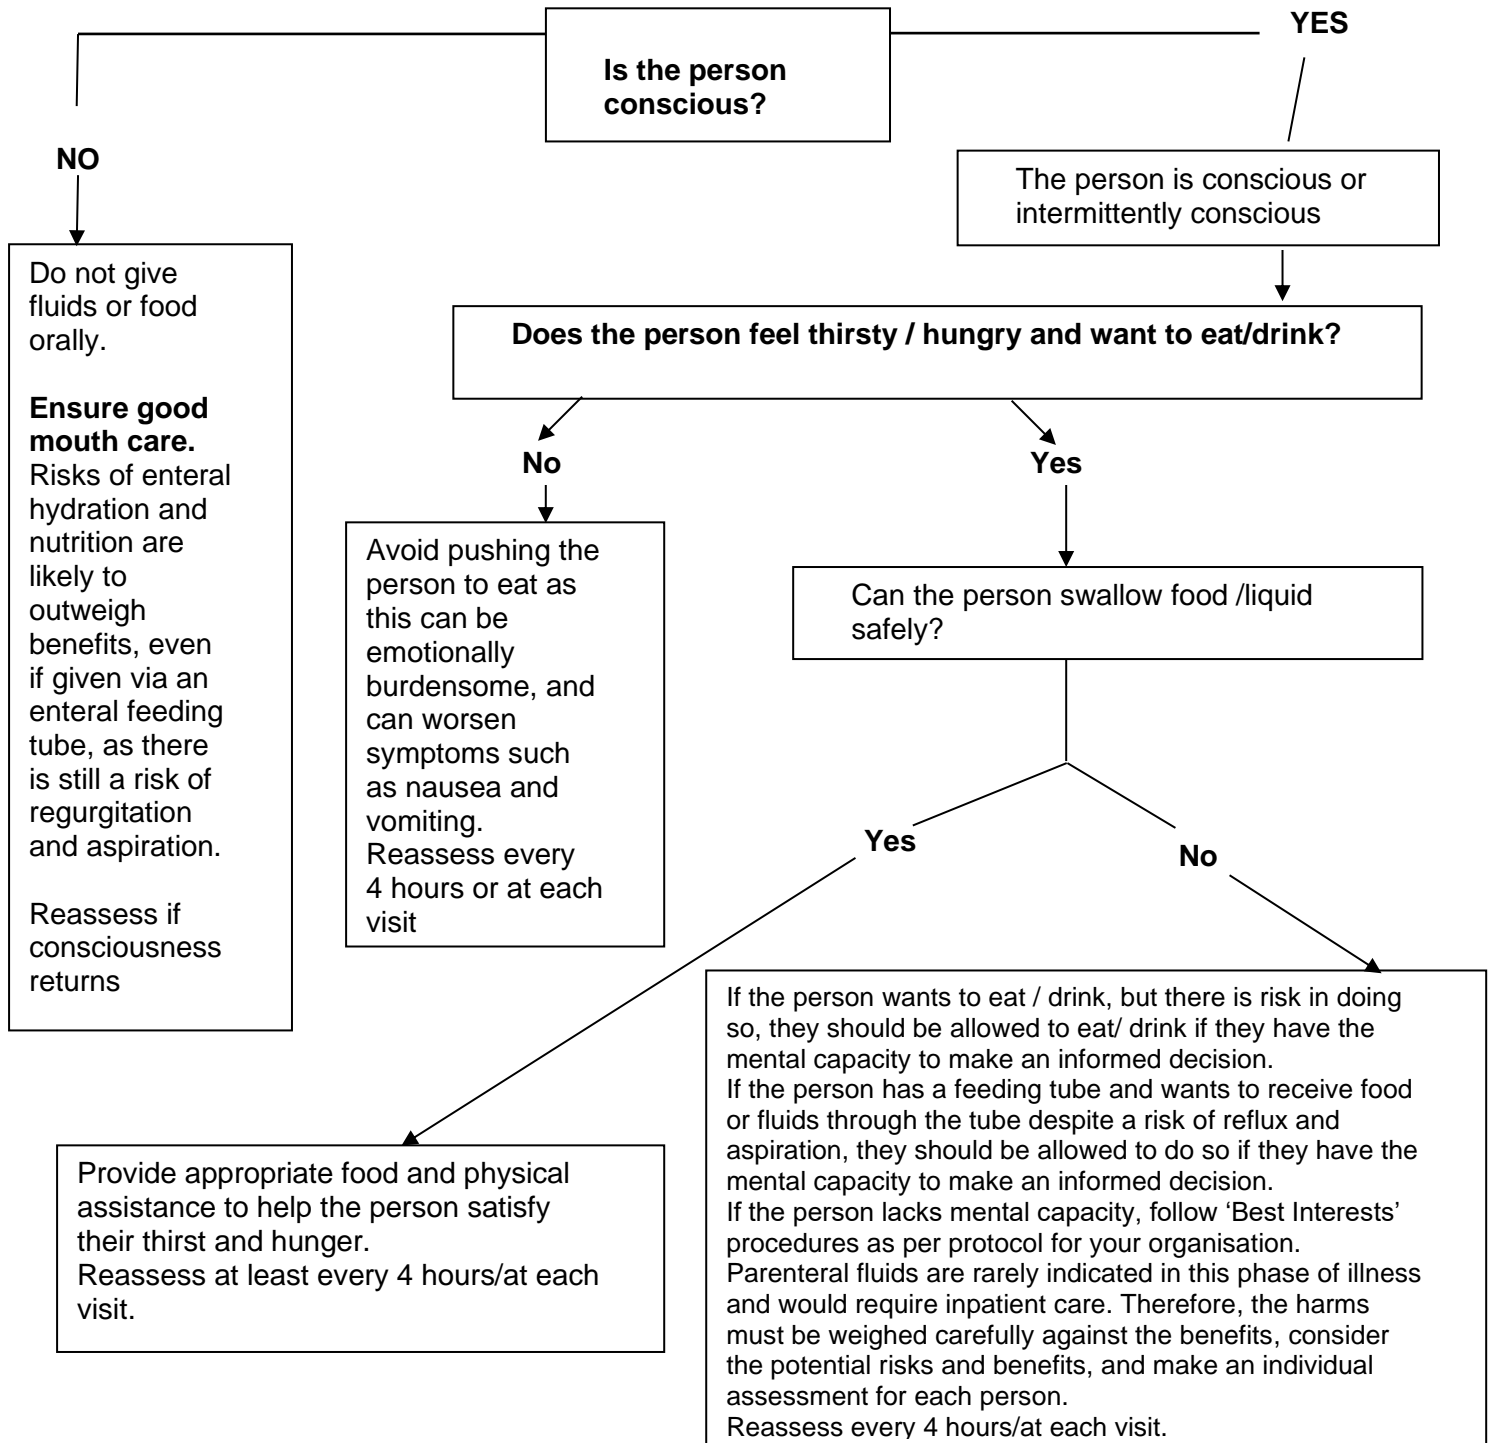 Is the person
conscious?
YES
NO
The person is conscious or
intermittently conscious
Do not give
fluids or food
orally.
Ensure good
mouth care.
Risks of enteral
hydration and
nutrition are
likely to
outweigh
benefits, even
if given via an
enteral feeding
tube, as there
is still a risk of
regurgitation
and aspiration.
Reassess if
consciousness
returns
Does the person feel thirsty / hungry and want to eat/drink?
No
Yes
Avoid pushing the
person to eat as
this can be
emotionally
burdensome, and
can worsen
symptoms such
as nausea and
vomiting.
Reassess every
4 hours or at each
visit
Can the person swallow food /liquid
safely?
Yes
No
Provide appropriate food and physical
assistance to help the person satisfy
their thirst and hunger.
Reassess at least every 4 hours/at each
visit.
If the person wants to eat / drink, but there is risk in doing
so, they should be allowed to eat/ drink if they have the
mental capacity to make an informed decision.
If the person has a feeding tube and wants to receive food
or fluids through the tube despite a risk of reflux and
aspiration, they should be allowed to do so if they have the
mental capacity to make an informed decision.
If the person lacks mental capacity, follow ‘Best Interests’
procedures as per protocol for your organisation.
Parenteral fluids are rarely indicated in this phase of illness
and would require inpatient care. Therefore, the harms
must be weighed carefully against the benefits, consider
the potential risks and benefits, and make an individual
assessment for each person.
Reassess every 4 hours/at each visit.